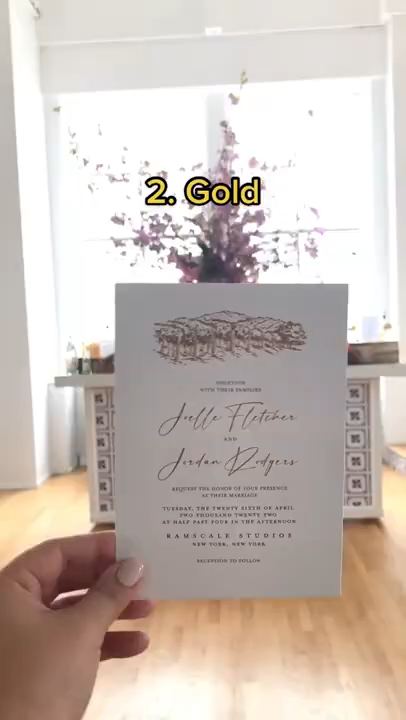 2. Gold
TOGETHER
WITH THEIR FAMILIES
Joelle Fletcher
AND
Jordan Rodgers
REQUEST THE HONOR OF YOUR PRESENCE
AT THEIR MARRIAGE
TUESDAY, THE TWENTY SIXTH OF APRIL
TWO THOUSAND TWENTY TWO
AT HALF PAST FOUR IN THE AFTERNOON
RAMSCALE STUDIOS
NEW YORK, NEW YORK
RECEPTION TO FOLLOW